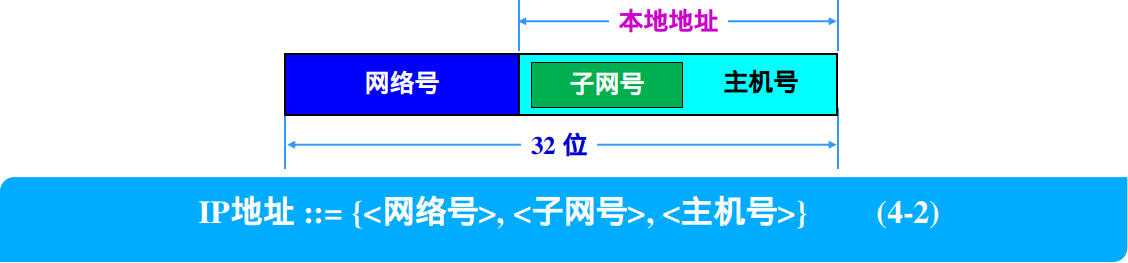 本地地址
网络号 子网号 主机号
32 位
IP地址 ::= {<网络号>, <子网号>, <主机号>} (4-2)